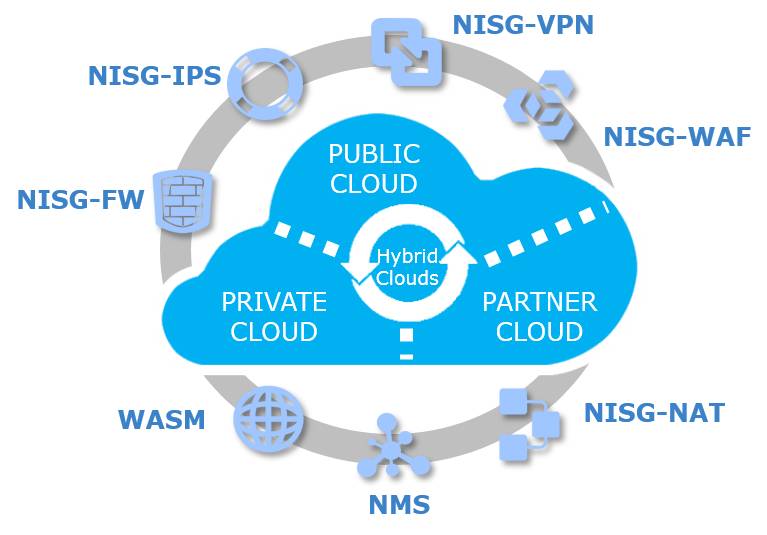 NISG-VPN
NISG-IPS
NISG-WAF
NISG-FW
PUBLIC
CLOUD
Hybrid
Clouds
PRIVATE
CLOUD
PARTNER
CLOUD
WASM
NISG-NAT
NMS